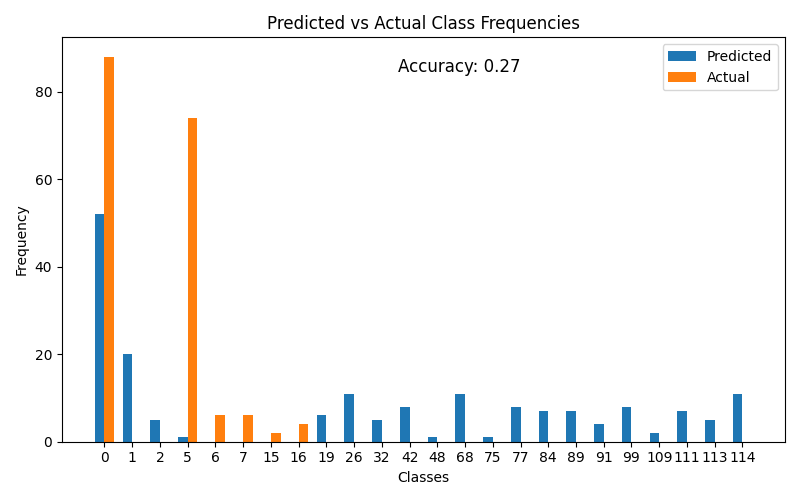 Predicted vs Actual Class Frequencies
Accuracy: 0.27
Predicted
Actual
Frequency
80
60
40
20
0
0 1 2 5 6 7 15 16 19 26 32 42 48 68 75 77 84 89 91 99 109 111 113 114
Classes